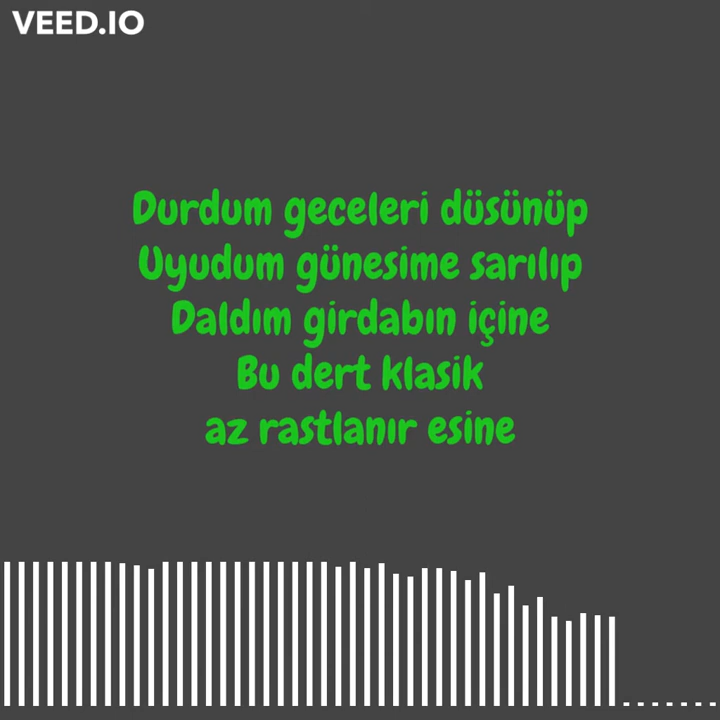 VEED.IO
Durdum geceleri düsünüp
Uyudum günesime sarılıp
Daldım girdabın içine
Bu dert klasik
az rastlanır esine